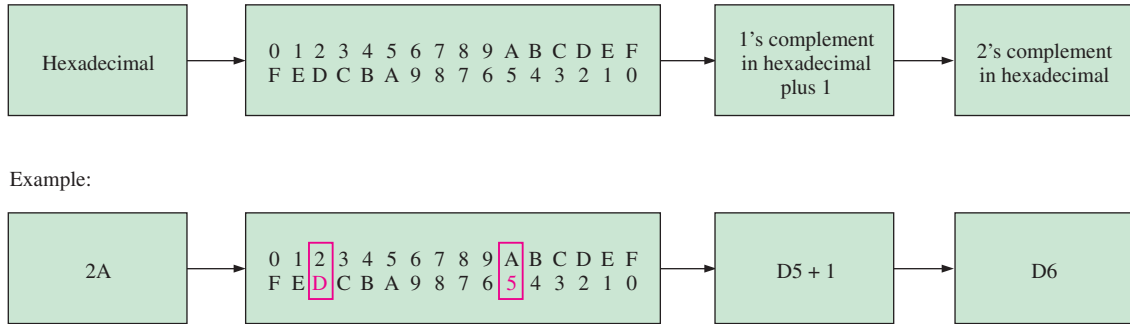 Hexadecimal
0 1 2 3 4 5 6 7 8 9 A B C D E F
F E D C B A 9 8 7 6 5 4 3 2 1 0
1's complement
in hexadecimal
plus 1
2's complement
in hexadecimal
Example:
2A
0 1 2 3 4 5 6 7 8 9 A B C D E F
F E D C B A 9 8 7 6 5 4 3 2 1 0
D5 + 1
D6